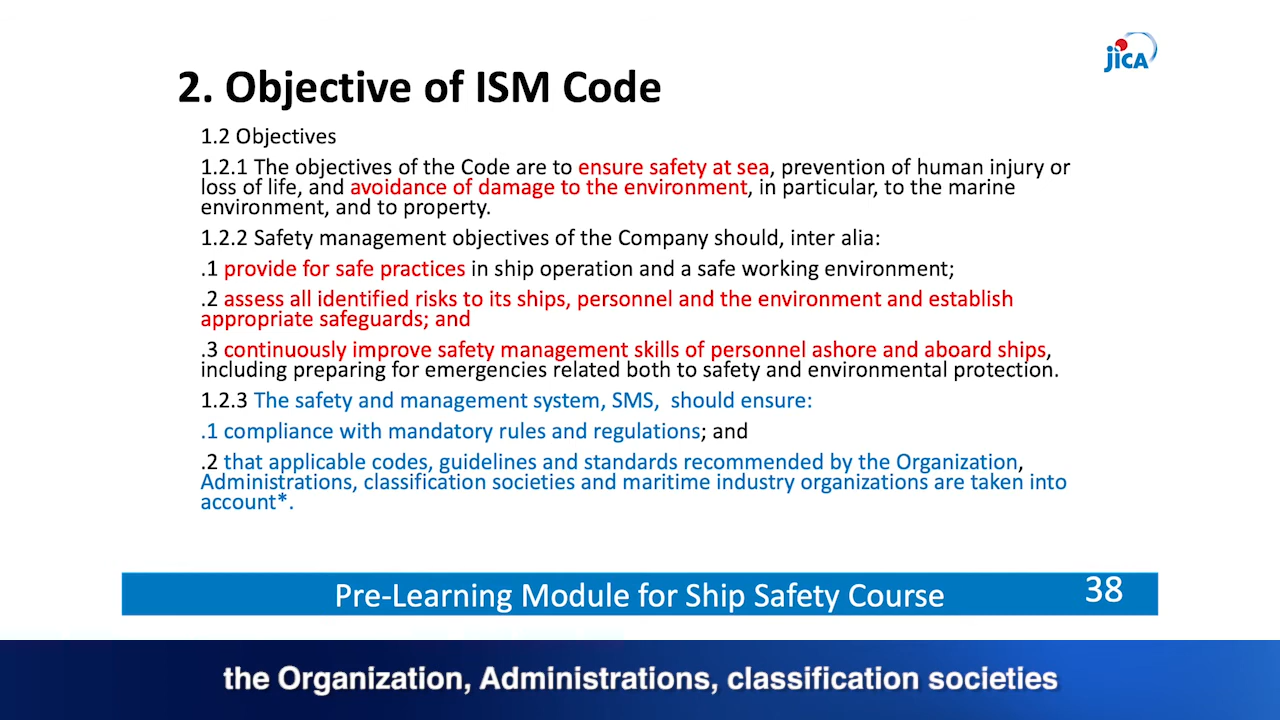 JICA
2. Objective of ISM Code
1.2 Objectives
1.2.1 The objectives of the Code are to ensure safety at sea, prevention of human injury or
loss of life, and avoidance of damage to the environment, in particular, to the marine
environment, and to property.
1.2.2 Safety management objectives of the Company should, inter alia:
.1 provide for safe practices in ship operation and a safe working environment;
.2 assess all identified risks to its ships, personnel and the environment and establish
appropriate safeguards; and
.3 continuously improve safety management skills of personnel ashore and aboard ships,
including preparing for emergencies related both to safety and environmental protection.
1.2.3 The safety and management system, SMS, should ensure:
.1 compliance with mandatory rules and regulations; and
.2 that applicable codes, guidelines and standards recommended by the Organization,
Administrations, classification societies and maritime industry organizations are taken into
account*.
Pre-Learning Module for Ship Safety Course
38
the Organization, Administrations, classification societies